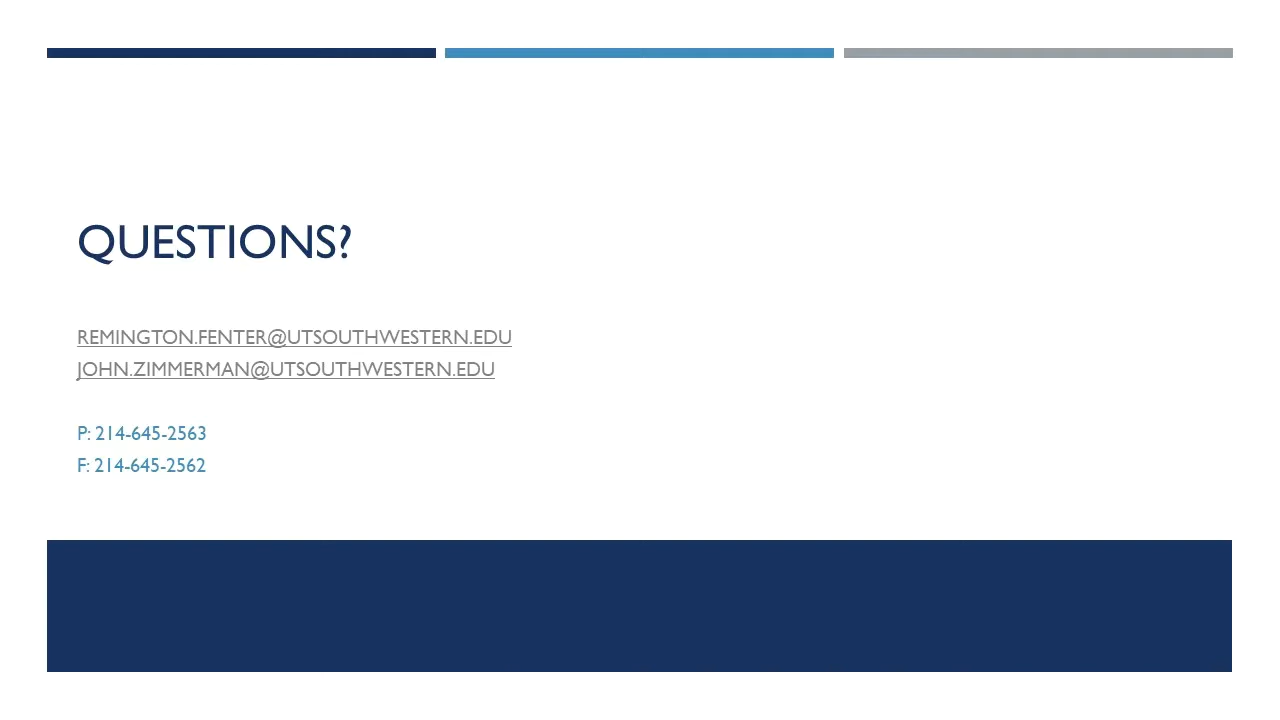 QUESTIONS?
REMINGTON.FENTER@UTSOUTHWESTERN.EDU
JOHN.ZIMMERMAN@UTSOUTHWESTERN.EDU
P: 214-645-2563
F: 214-645-2562